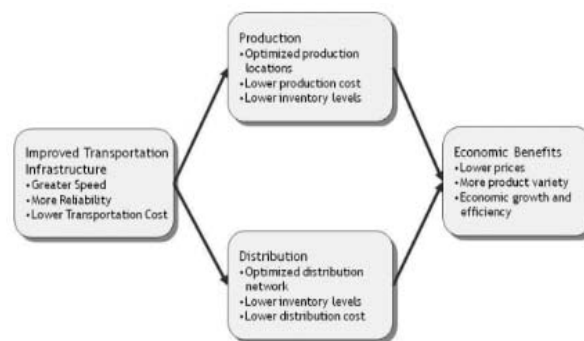 Production
•Optimized production
locations
•Lower production cost
•Lower inventory levels
Improved Transportation
Infrastructure
•Greater Speed
•More Reliability
•Lower Transportation Cost
Economic Benefits
•Lower prices
•More product variety
•Economic growth and
efficiency
Distribution
•Optimized distribution
network
•Lower inventory levels
•Lower distribution cost